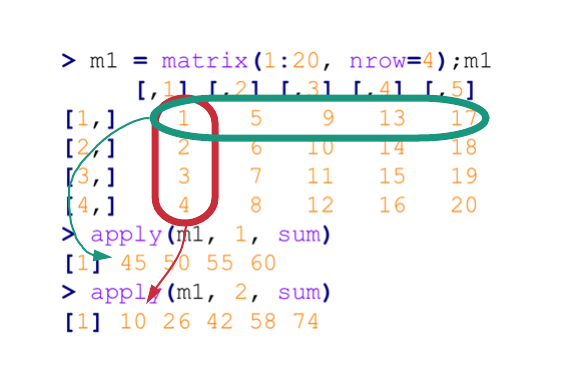 > m1 = matrix(1:20, nrow=4);m1
[,1] [,2] [,3] [,4] [,5]
[1,] 1 5 9 13 17
[2,] 2 6 10 14 18
[3,] 3 7 11 15 19
[4,] 4 8 12 16 20
> apply(m1, 1, sum)
[1] 45 50 55 60
> apply(m1, 2, sum)
[1] 10 26 42 58 74